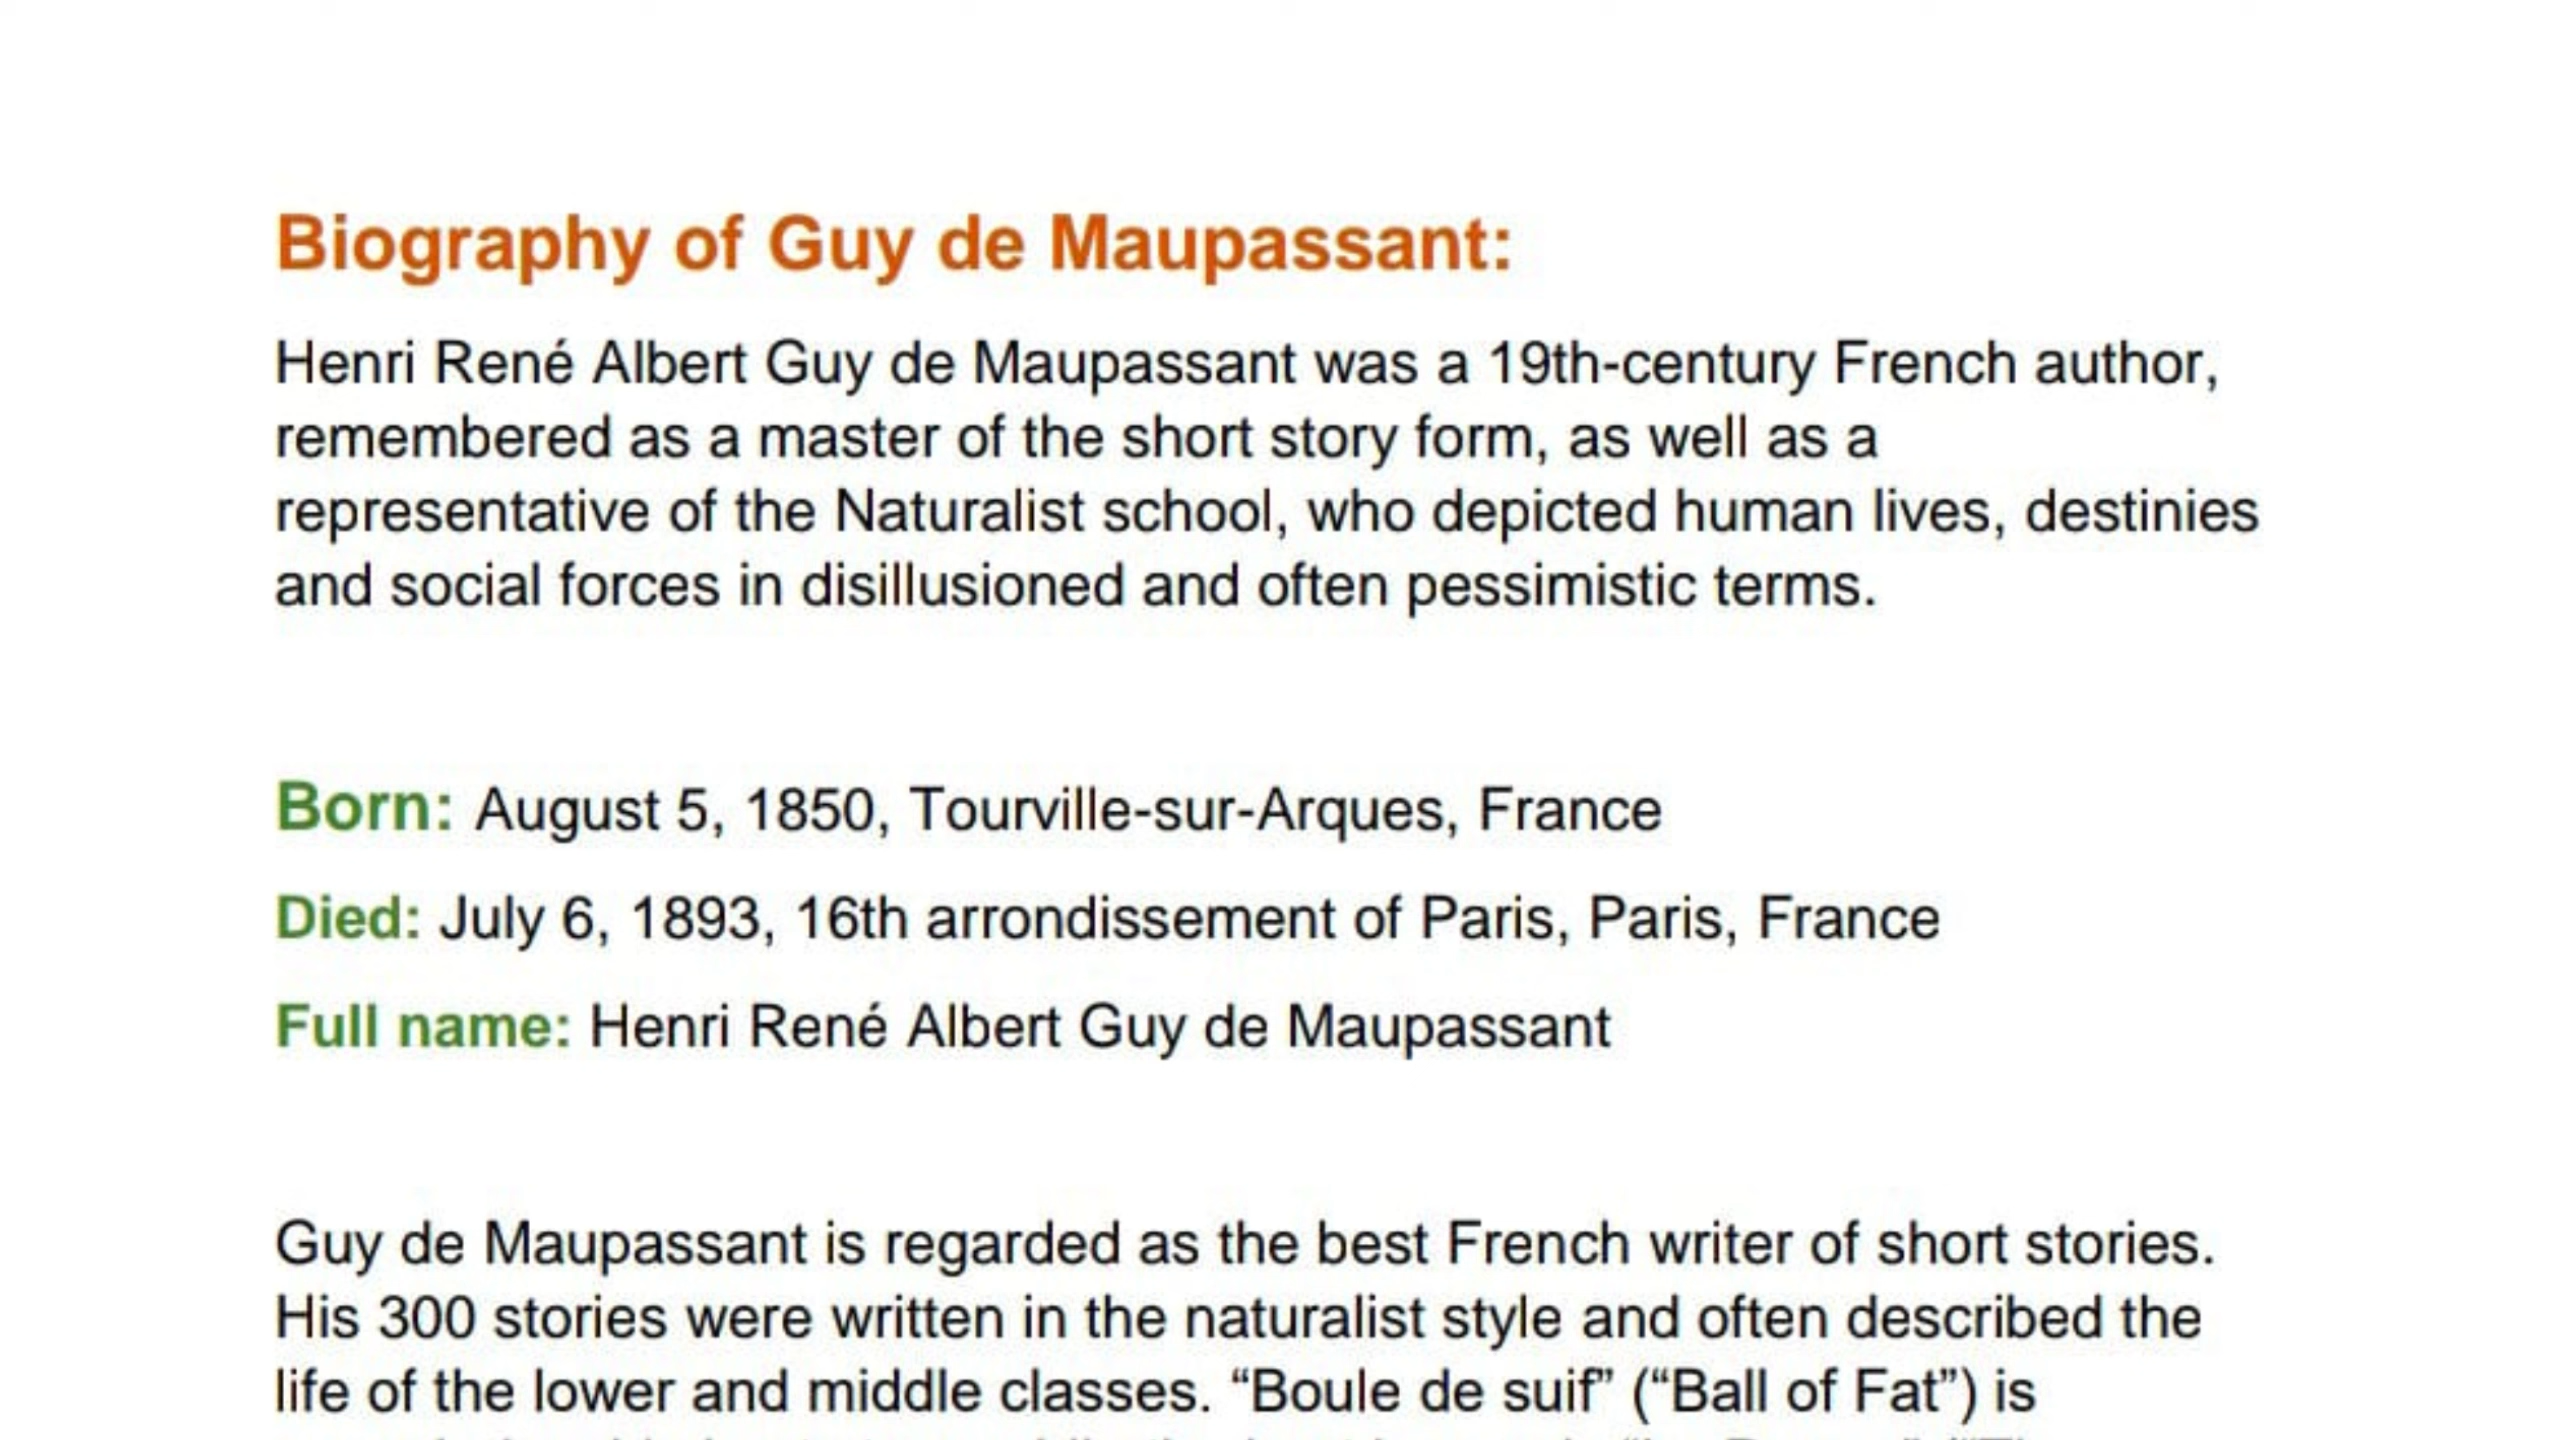 Biography of Guy de Maupassant:
Henri René Albert Guy de Maupassant was a 19th-century French author,
remembered as a master of the short story form, as well as a
representative of the Naturalist school, who depicted human lives, destinies
and social forces in disillusioned and often pessimistic terms.
Born: August 5, 1850, Tourville-sur-Arques, France
Died: July 6, 1893, 16th arrondissement of Paris, Paris, France
Full name: Henri René Albert Guy de Maupassant
Guy de Maupassant is regarded as the best French writer of short stories.
His 300 stories were written in the naturalist style and often described the
life of the lower and middle classes. “Boule de suif” (“Ball of Fat”) is